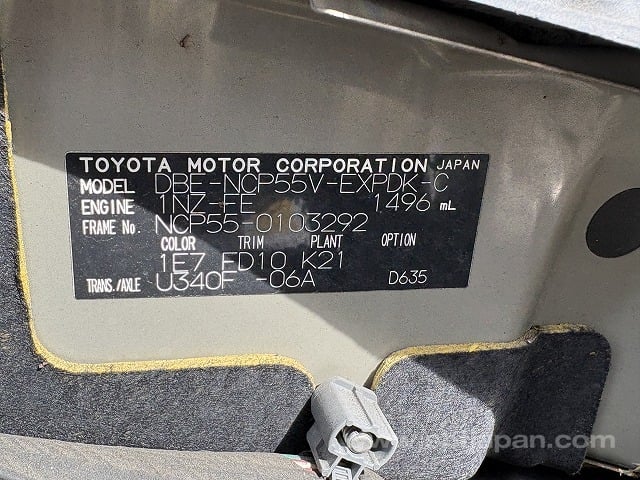 TOYOTA MOTOR CORPORATION JAPAN
MODEL DBE-NCP55V-EXPDK-C
ENGINE 1NZ-FE 1496 mL
FRAME No. NCP55-0103292
COLOR TRIM PLANT OPTION
1E7 FD10 K21
TRANS./AXLE U340F -06A D635